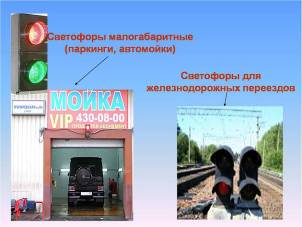 Светофоры малогабаритные
(паркинги, автомойки)
Светофоры для
железнодорожных переездов
МОЙКА
VIP 430-08-00